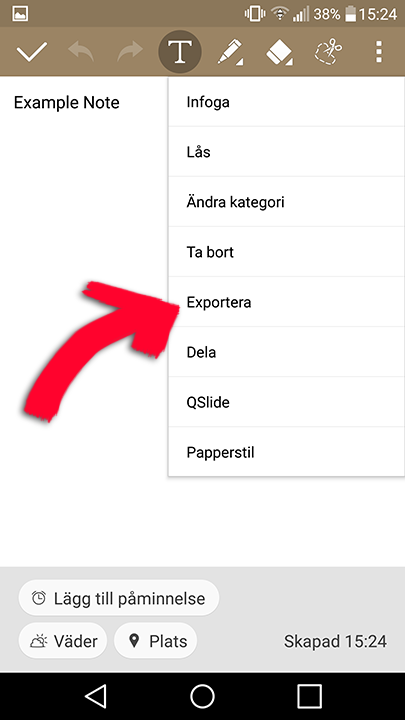 38% 15:24
T
Example Note
Infoga
Lås
Ändra kategori
Ta bort
Exportera
Dela
QSlide
Papperstil
Lägg till påminnelse
Väder
Plats
Skapad 15:24